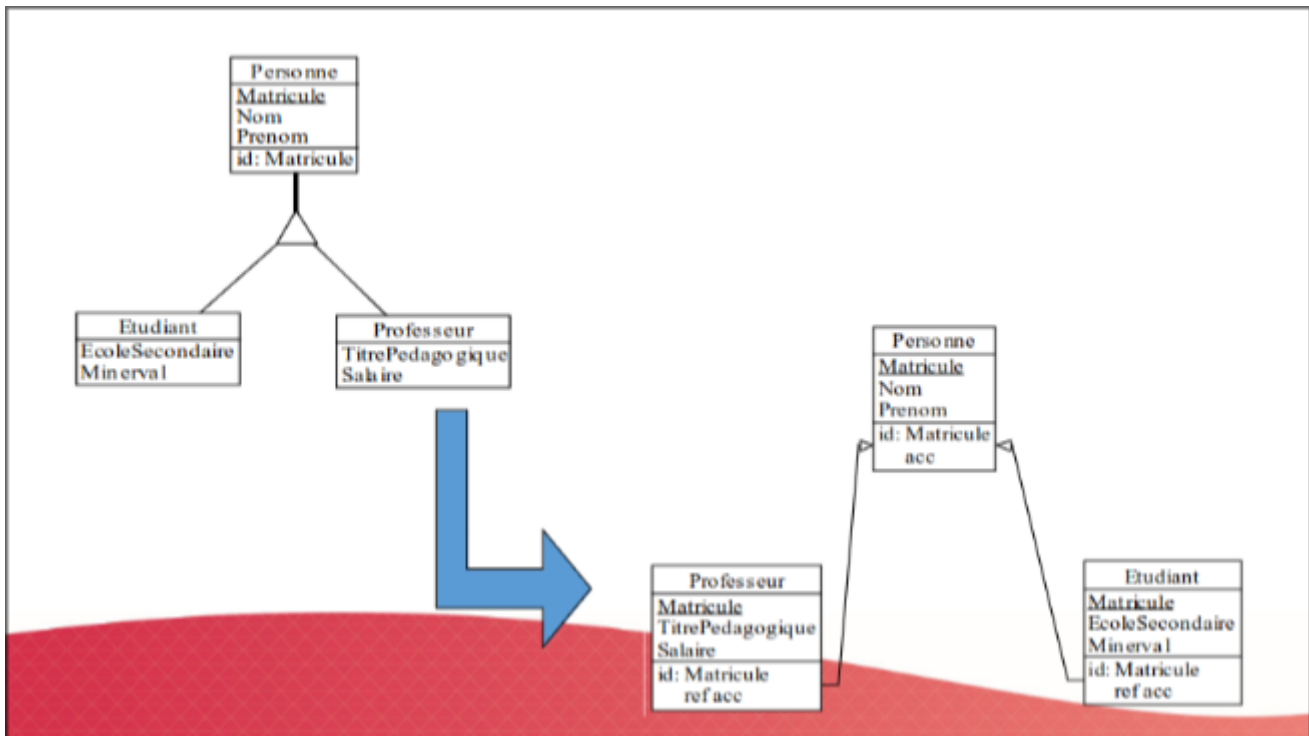 Personne
Matricule
Nom
Prenom
id: Matricule
Etudiant
EcoleSecondaire
Minerval
Professeur
TitrePedagogique
Salaire
Personne
Matricule
Nom
Prenom
id: Matricule
acc
Professeur
Matricule
TitrePedagogique
Salaire
id: Matricule
ref acc
Etudiant
Matricule
EcoleSecondaire
Minerval
id: Matricule
ref acc